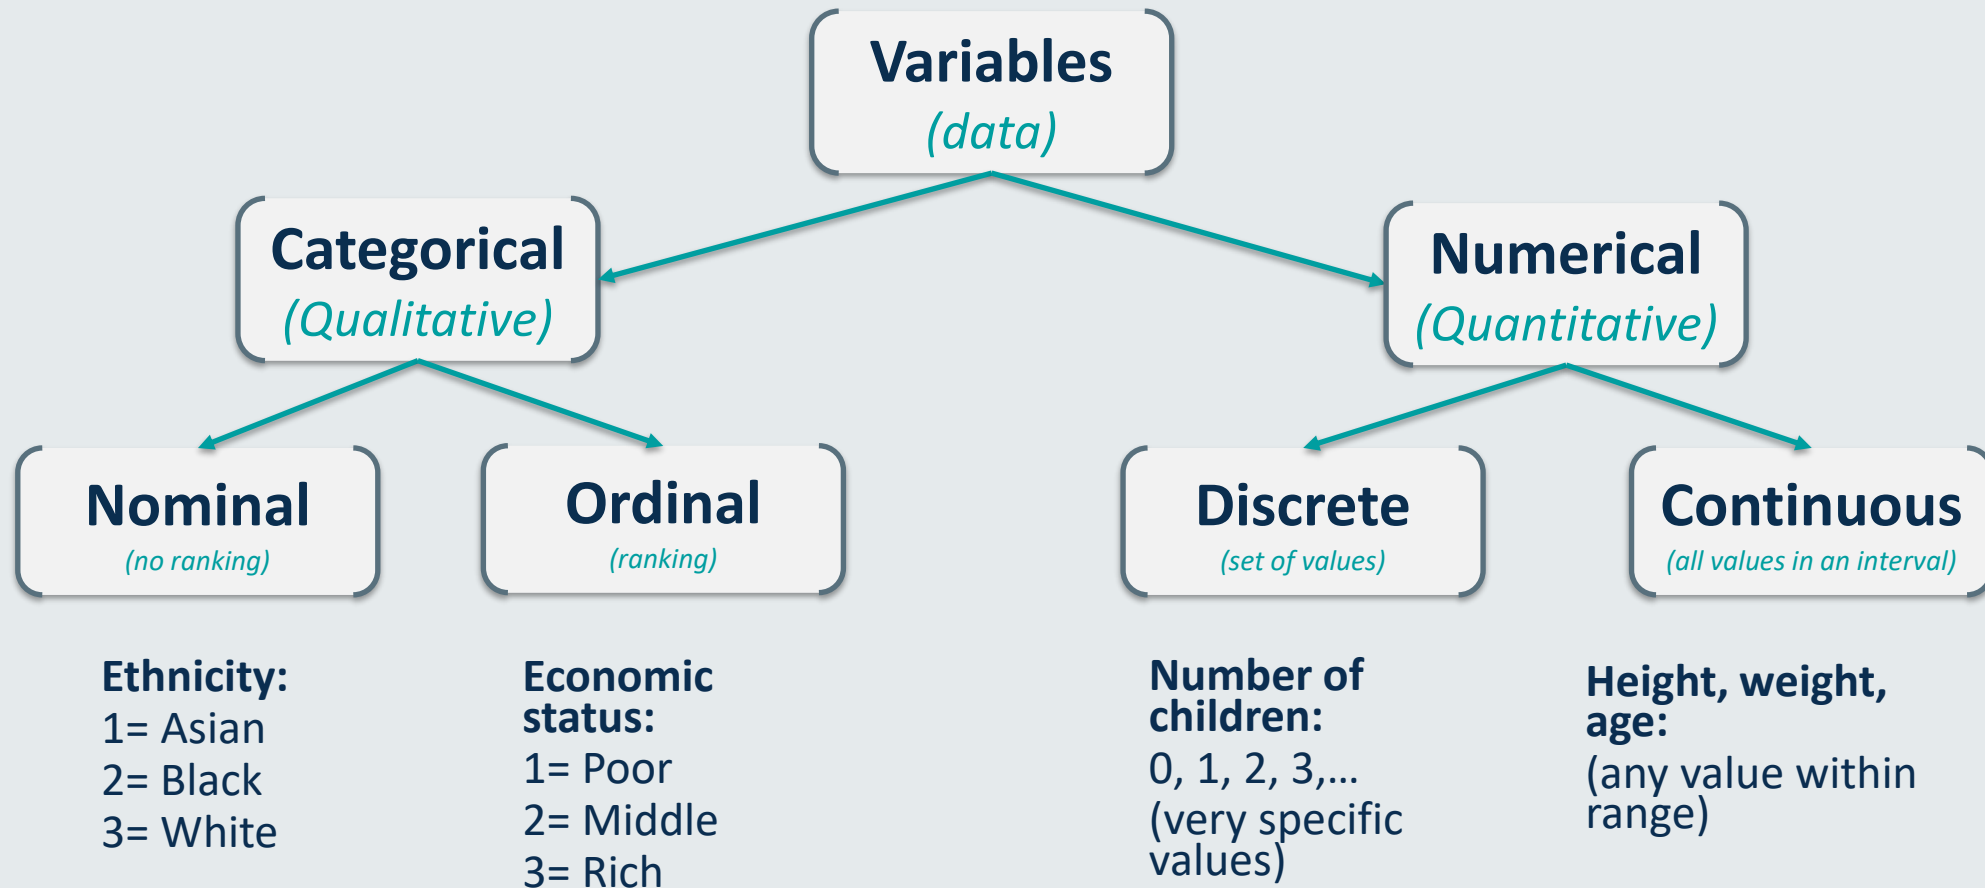 Variables
(data)
Categorical
(Qualitative)
Numerical
(Quantitative)
Nominal
(no ranking)
Ordinal
(ranking)
Discrete
(set of values)
Continuous
(all values in an interval)
Ethnicity:
1= Asian
2= Black
3= White
Economic
status:
1= Poor
2= Middle
3= Rich
Number of
children:
0, 1, 2, 3,...
(very specific
values)
Height, weight,
age:
(any value within
range)